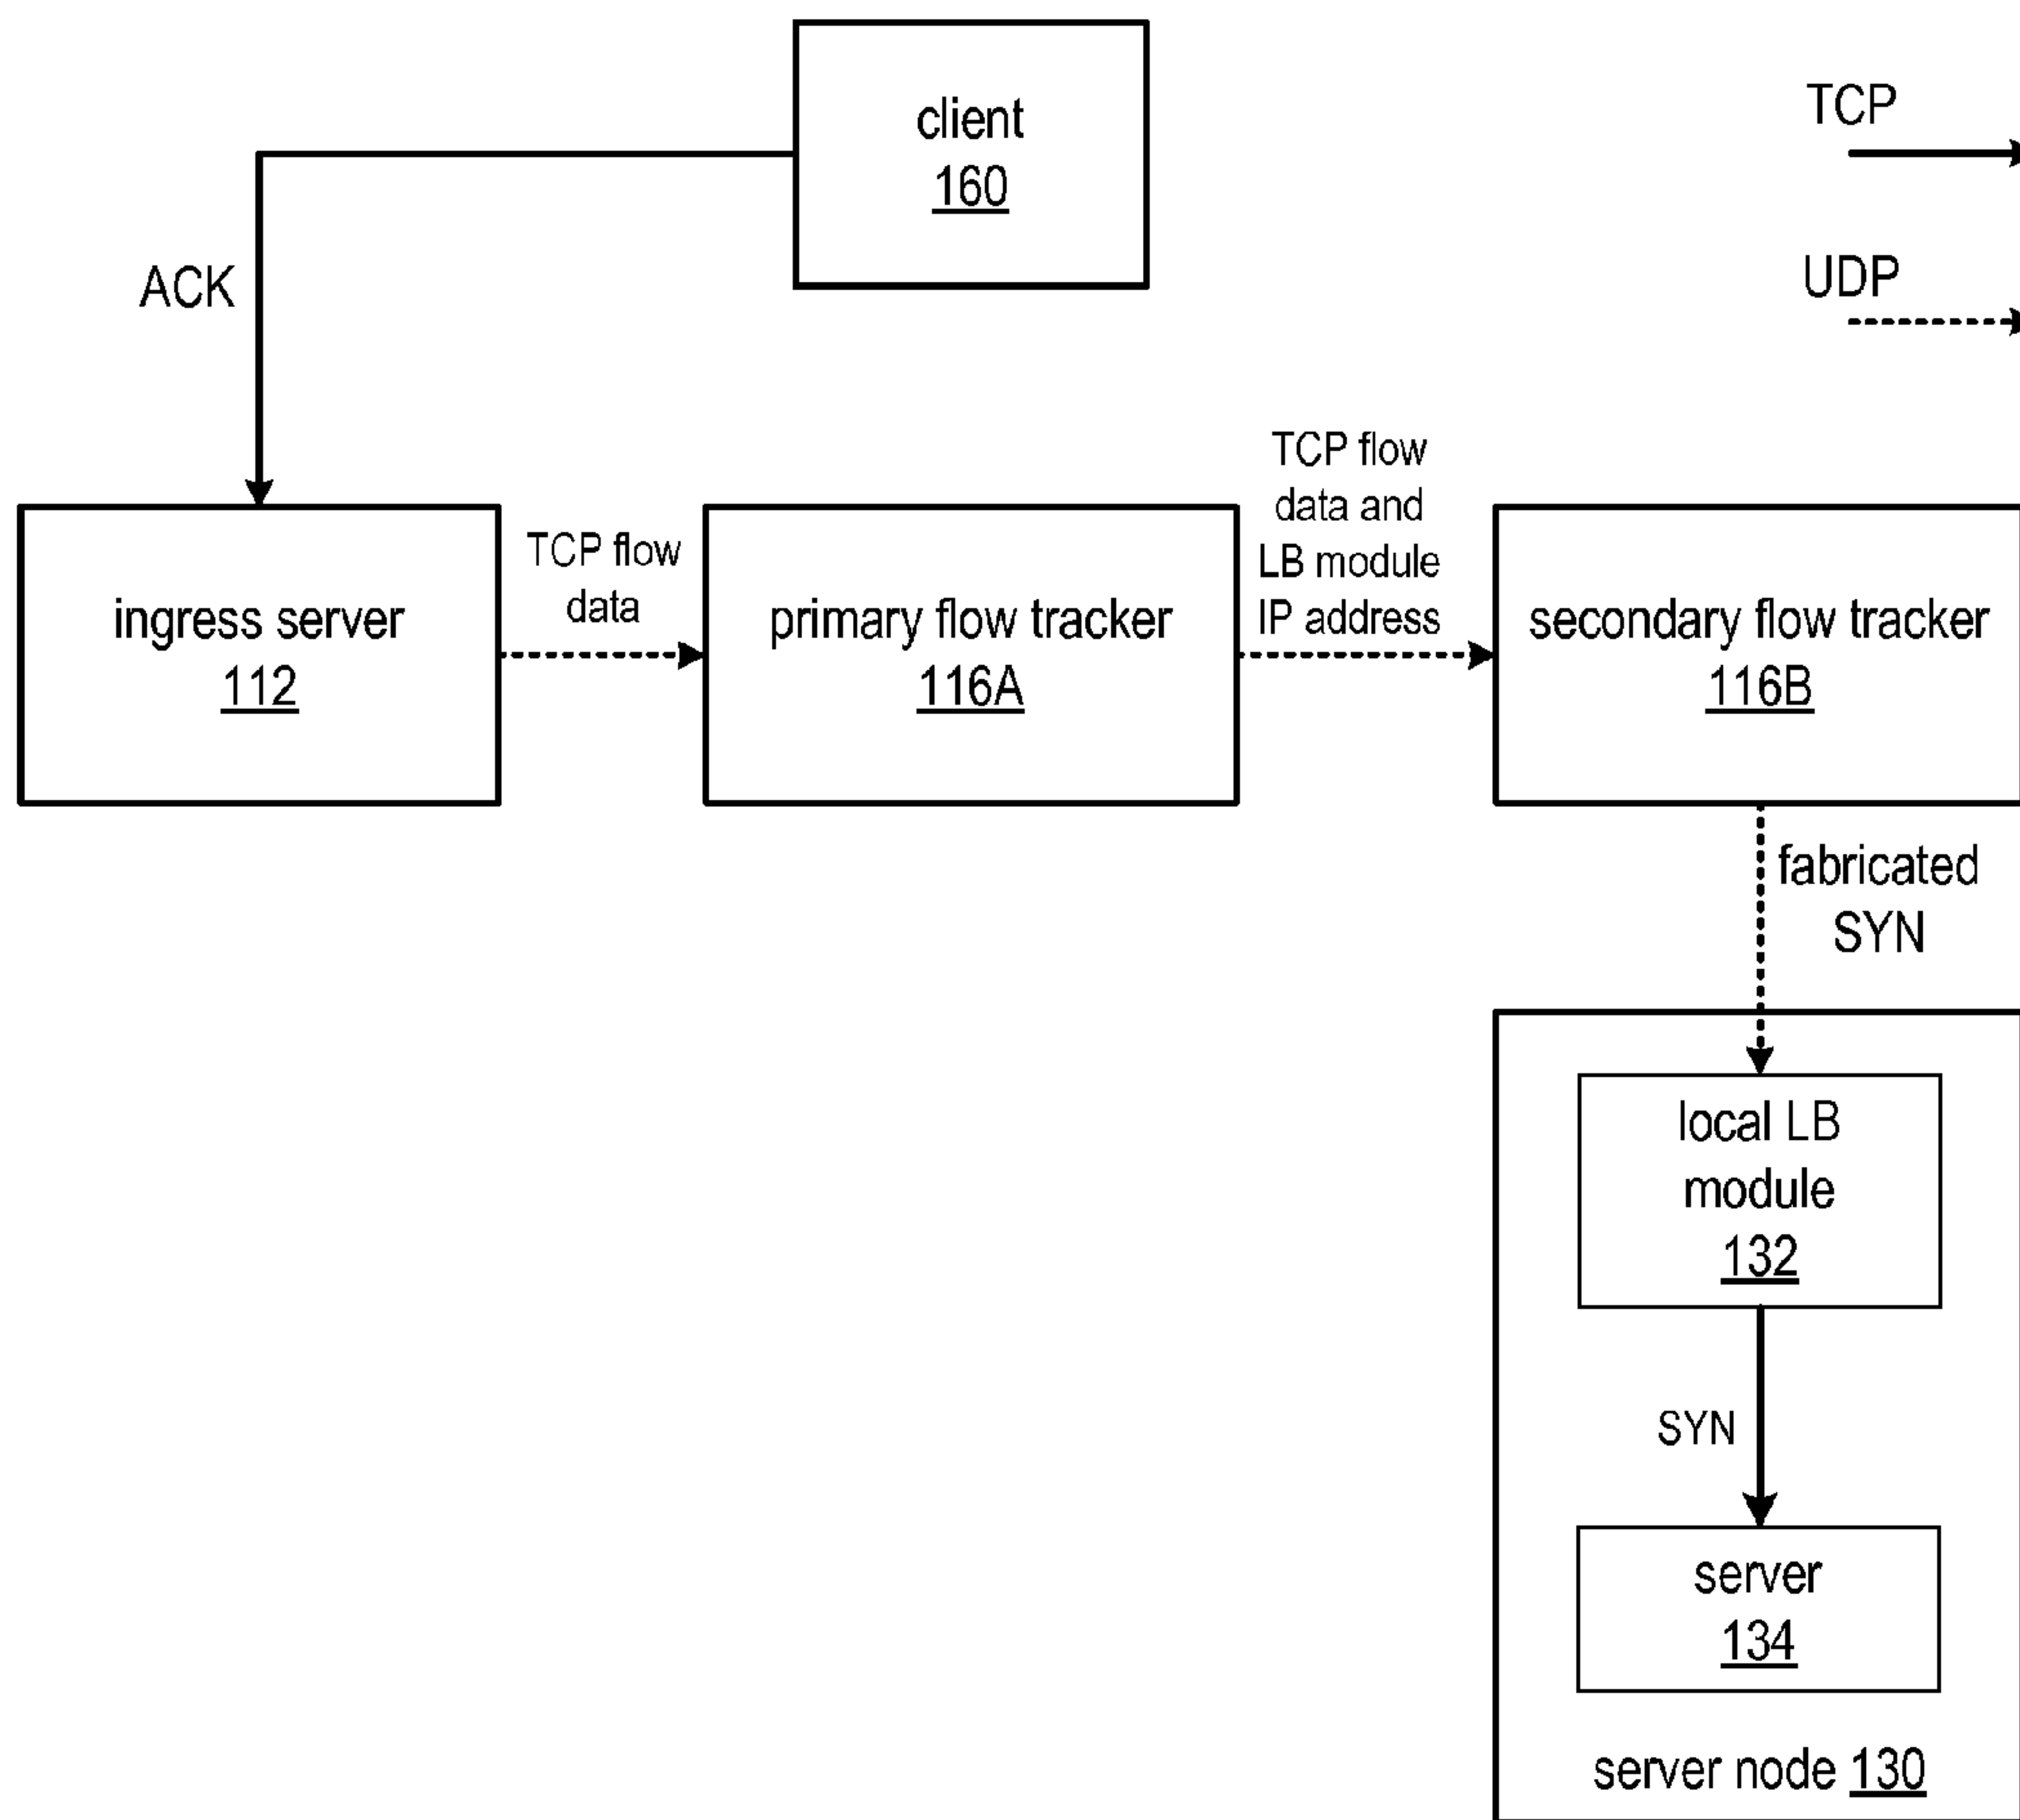 client
160
TCP
UDP
ACK
ingress server
112
TCP flow
data
primary flow tracker
116A
TCP flow
data and
LB module
IP address
secondary flow tracker
116B
fabricated
SYN
local LB
module
132
SYN
server
134
server node 130